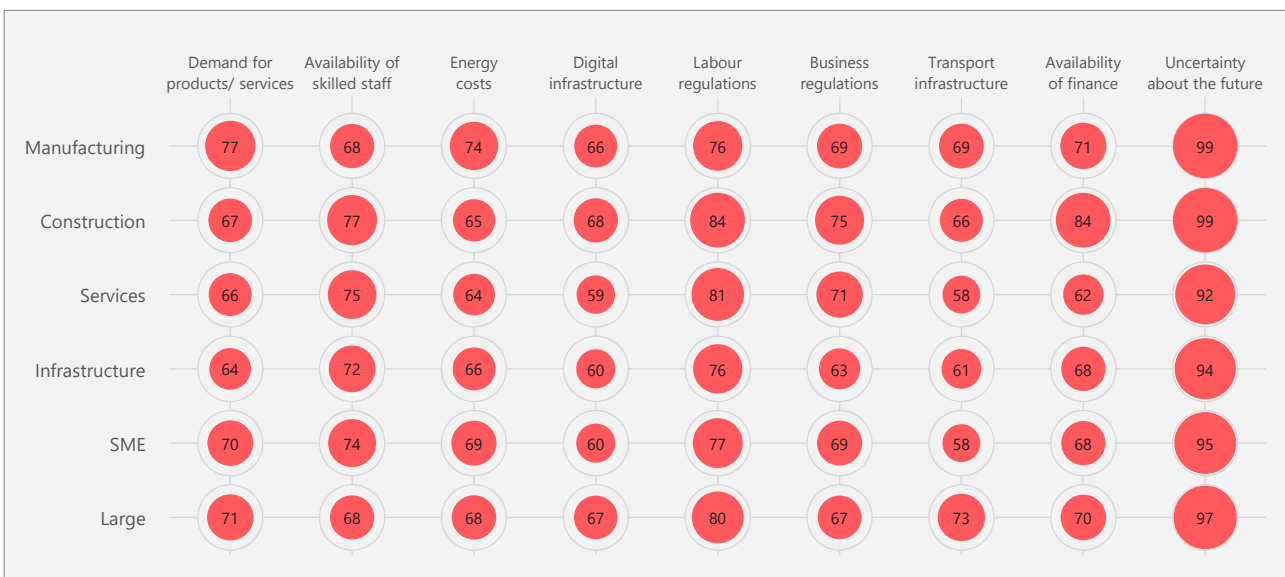 Demand for products/ services
Availability of skilled staff
Energy costs
Digital infrastructure
Labour regulations
Business regulations
Transport infrastructure
Availability of finance
Uncertainty about the future
Manufacturing 77 68 74 66 76 69 69 71 99
Construction 67 77 65 68 84 75 66 84 99
Services 66 75 64 59 81 71 58 62 92
Infrastructure 64 72 66 60 76 63 61 68 94
SME 70 74 69 60 77 69 58 68 95
Large 71 68 68 67 80 67 73 70 97